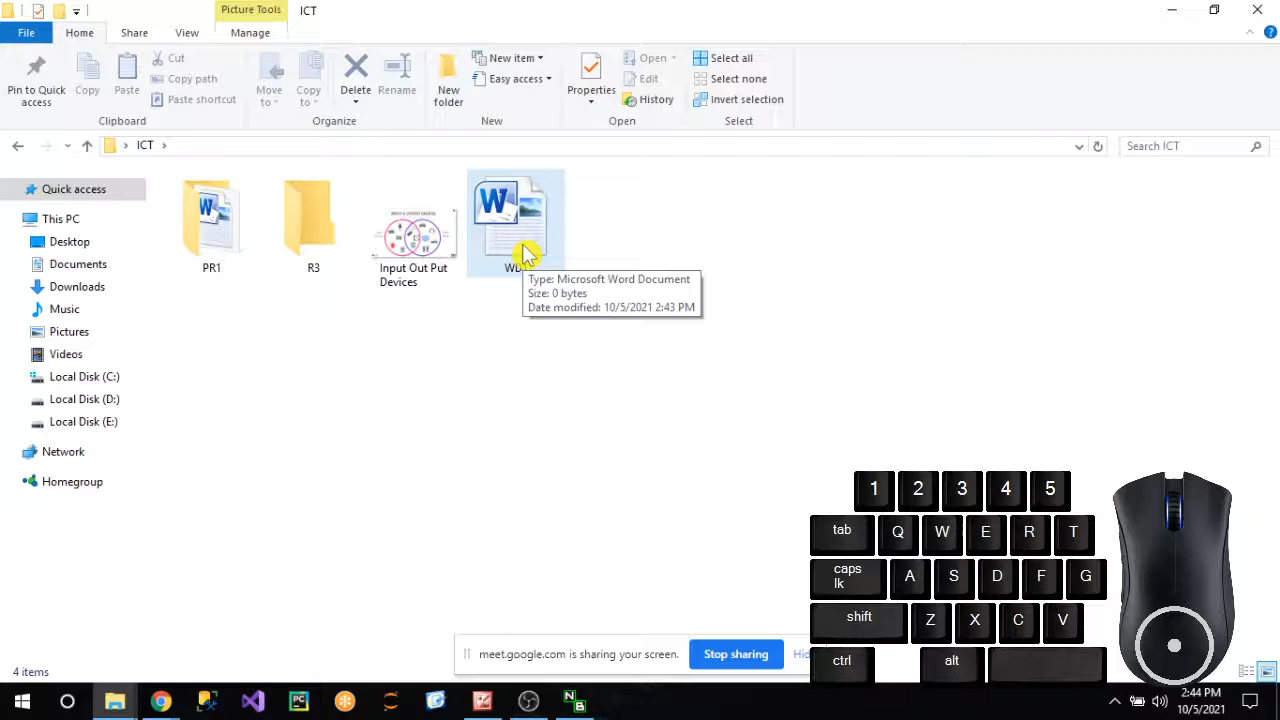 Picture Tools ICT
File Home Share View Manage
Pin to Quick access
Copy
Paste
Cut
Copy path
Paste shortcut
Clipboard
Move to
Copy to
Delete
Rename
Organize
New folder
New item
Easy access
New
Properties
Open
Edit
History
Open
Select all
Select none
Invert selection
Select
ICT
Search ICT
Quick access
This PC
Desktop
Documents
Downloads
Music
Pictures
Videos
Local Disk (C:)
Local Disk (D:)
Local Disk (E:)
Network
Homegroup
PR1
R3
Input Out Put
Devices
Type: Microsoft Word Document
Size: 0 bytes
Date modified: 10/5/2021 2:43 PM
1 2 3 4 5
tab Q W E R T
caps lk A S D F G
shift Z X C V
ctrl alt
meet.google.com is sharing your screen.
Stop sharing
4 items
2:44 PM
10/5/2021